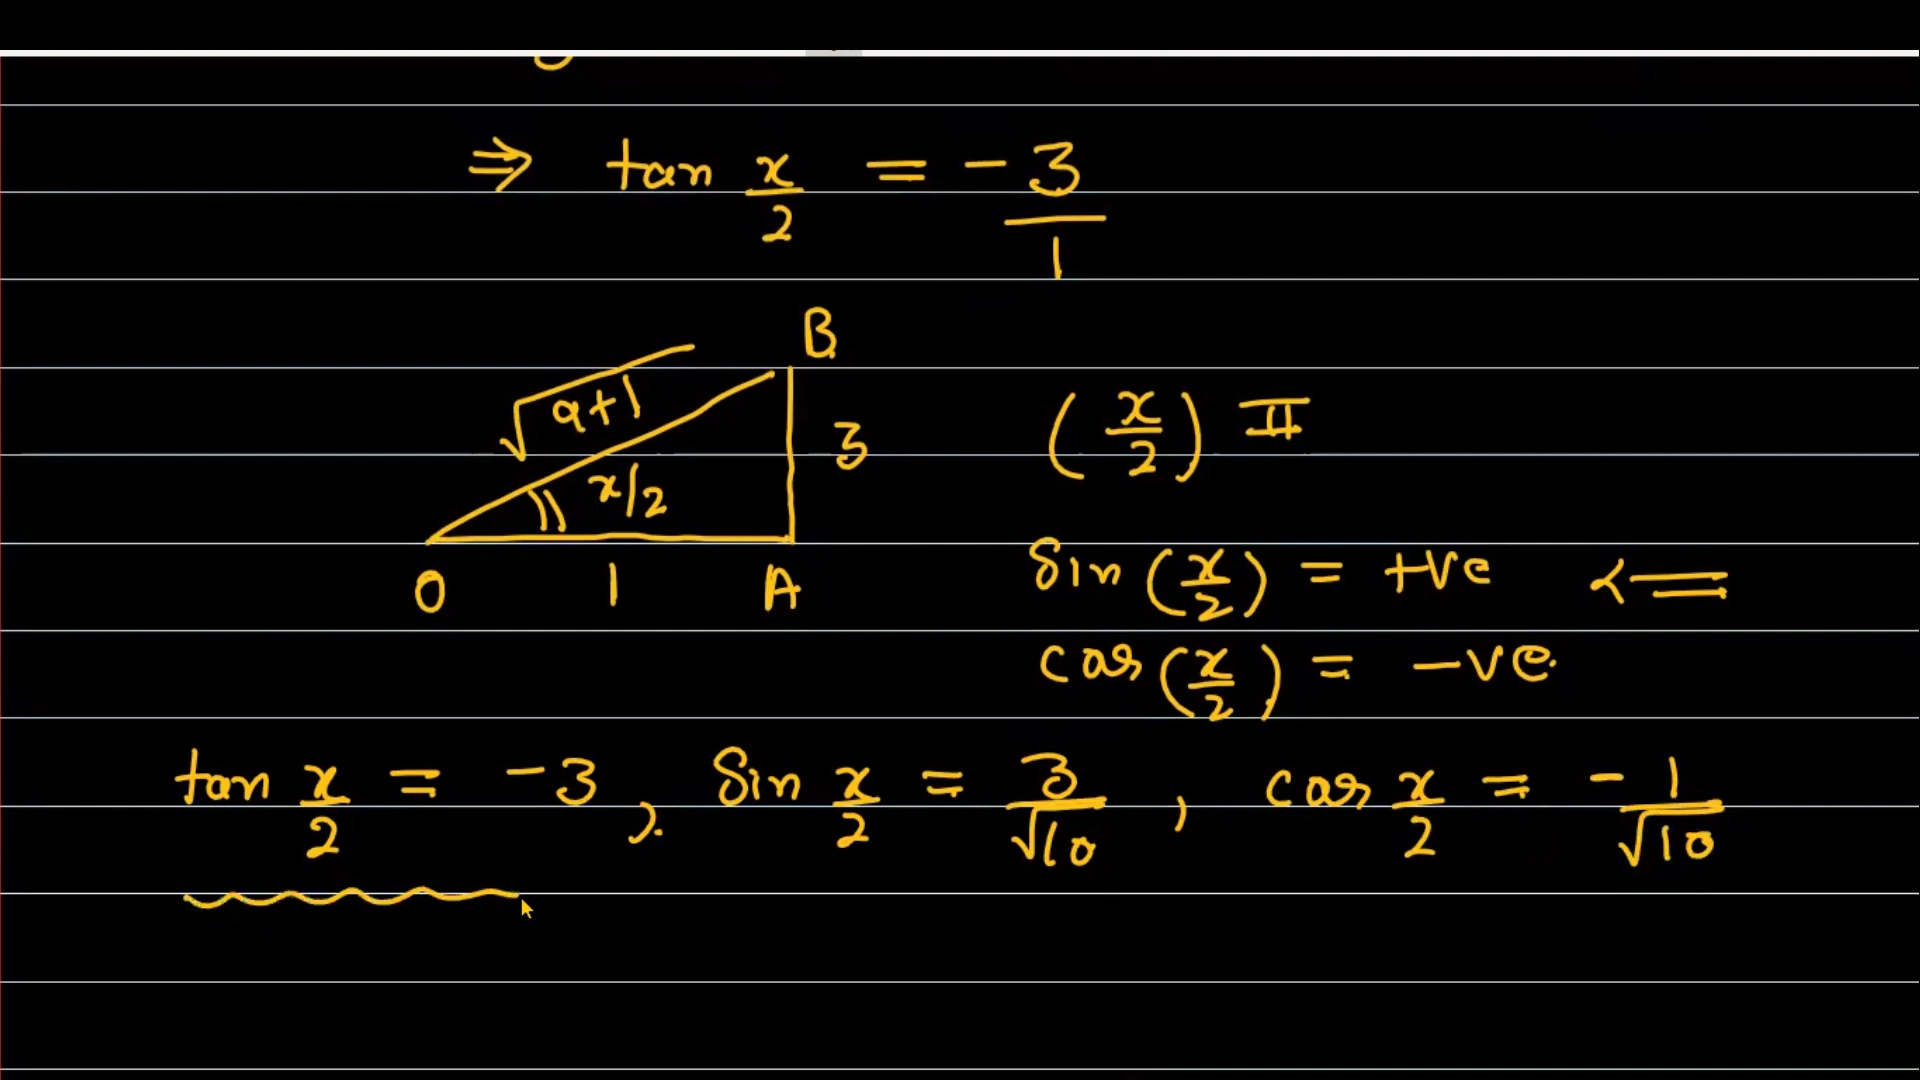 ⇒ tan x/2 = -3/1
B
√9+1
(x/2) II
3
x/2
O 1 A
Sin (x/2) = +ve <=
cos (x/2) = -ve.
tan x/2 = -3, Sin x/2 = 3/√10, cos x/2 = -1/√10